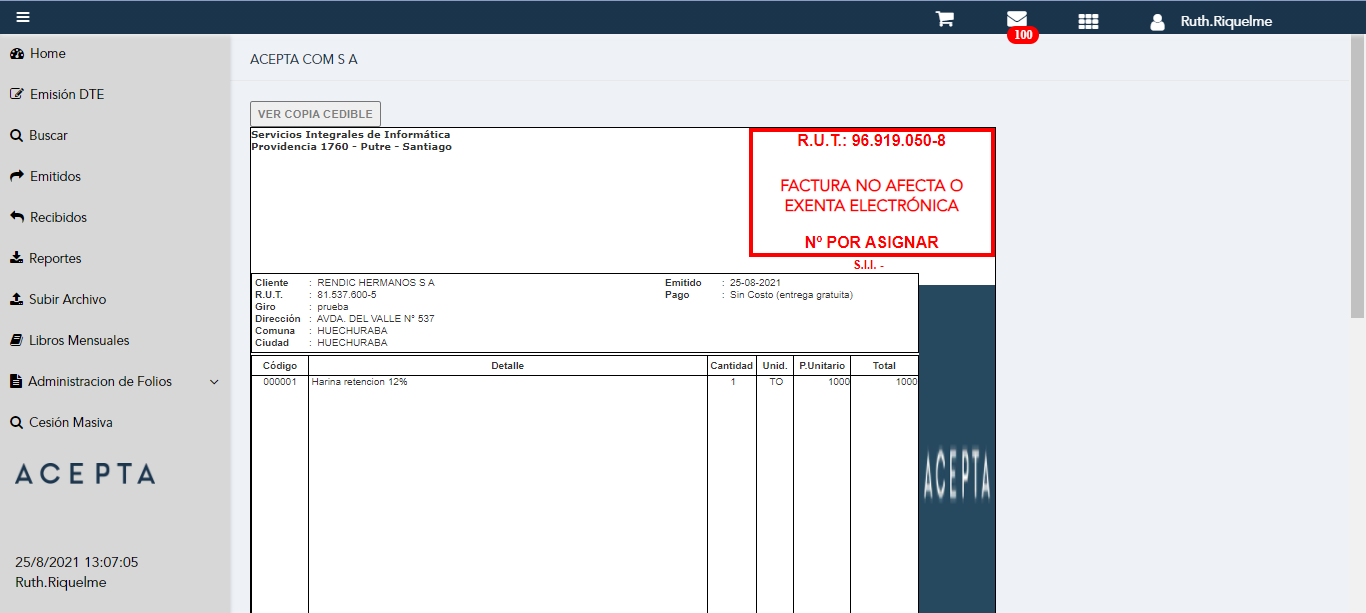 100
Ruth.Riquelme
Home
Emisión DTE
Buscar
Emitidos
Recibidos
Reportes
Subir Archivo
Libros Mensuales
Administracion de Folios
Cesión Masiva
ACEPTA
25/8/2021 13:07:05
Ruth.Riquelme
ACEPTA COM S A
VER COPIA CEDIBLE
Servicios Integrales de Informática
Providencia 1760 - Putre - Santiago
R.U.T.: 96.919.050-8
FACTURA NO AFECTA O
EXENTA ELECTRÓNICA
Nº POR ASIGNAR
S.I.I. -
Cliente : RENDIC HERMANOS S A Emitido : 25-08-2021
R.U.T. : 81.537.600-5 Pago : Sin Costo (entrega gratuita)
Giro : prueba
Dirección : AVDA. DEL VALLE Nº 537
Comuna : HUECHURABA
Ciudad : HUECHURABA
Código Detalle Cantidad Unid. P.Unitario Total
000001 Harina retencion 12% 1 TO 1000 1000
ACEPTA